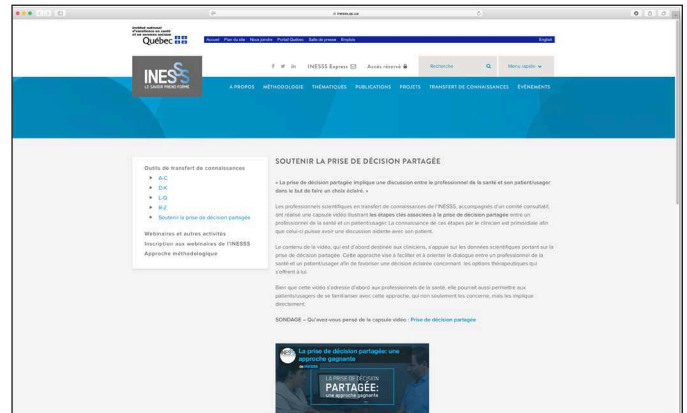 inesss.qc.ca
Institut national
d'excellence en santé
et en services sociaux
Québec
Accueil Plan du site Nous joindre Portail Québec Salle de presse Emplois
English
f in INESSS Express Accès réservé Recherche Menu rapide
INESSS
LE SAVOIR PREND FORME
À PROPOS MÉTHODOLOGIE THÉMATIQUES PUBLICATIONS PROJETS TRANSFERT DE CONNAISSANCES ÉVÉNEMENTS
Outils de transfert de connaissances
A-C
D-K
L-Q
R-Z
Soutenir la prise de décision partagée
Webinaires et autres activités
Inscription aux webinaires de l'INESSS
Approche méthodologique
SOUTENIR LA PRISE DE DÉCISION PARTAGÉE
« La prise de décision partagée implique une discussion entre le professionnel de la santé et son patient/usager
dans le but de faire un choix éclairé. »
Les professionnels scientifiques en transfert de connaissances de l'INESSS, accompagnés d'un comité consultatif,
ont réalisé une capsule vidéo illustrant les étapes clés associées à la prise de décision partagée entre un
professionnel de la santé et un patient/usager. La connaissance de ces étapes par le clinicien est primordiale afin
que celui-ci puisse avoir une discussion aidante avec son patient.
Le contenu de la vidéo, qui est d'abord destinée aux cliniciens, s'appuie sur les données scientifiques portant sur la
prise de décision partagée. Cette approche vise à faciliter et à orienter le dialogue entre un professionnel de la
santé et un patient/usager afin de favoriser une décision éclairée concernant les options thérapeutiques qui
s'offrent à lui.
Bien que cette vidéo s'adresse d'abord aux professionnels de la santé, elle pourrait aussi permettre aux
patients/usagers de se familiariser avec cette approche, qui non seulement les concerne, mais les implique
directement.
SONDAGE – Qu'avez-vous pensé de la capsule vidéo : Prise de décision partagée
INESSS
La prise de décision partagée: une
approche gagnante
INESSS
LA PRISE DE DÉCISION
PARTAGÉE:
une approche gagnante